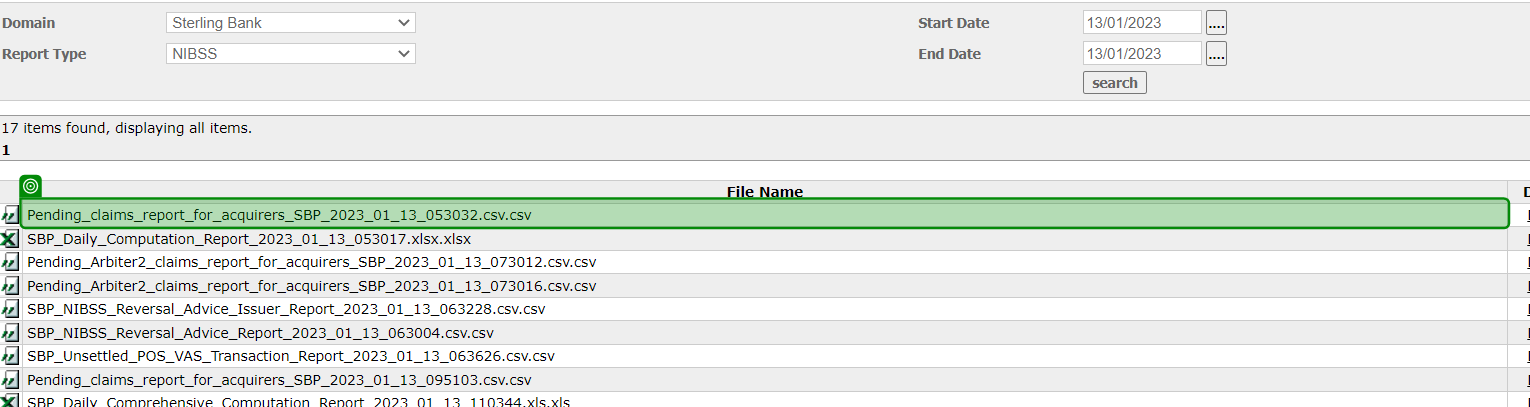 Domain Sterling Bank Start Date 13/01/2023 ....
Report Type NIBSS End Date 13/01/2023 ....
search
17 items found, displaying all items.
1
File Name
Pending_claims_report_for_acquirers_SBP_2023_01_13_053032.csv.csv
SBP_Daily_Computation_Report_2023_01_13_053017.xlsx.xlsx
Pending_Arbiter2_claims_report_for_acquirers_SBP_2023_01_13_073012.csv.csv
Pending_Arbiter2_claims_report_for_acquirers_SBP_2023_01_13_073016.csv.csv
SBP_NIBSS_Reversal_Advice_Issuer_Report_2023_01_13_063228.csv.csv
SBP_NIBSS_Reversal_Advice_Report_2023_01_13_063004.csv.csv
SBP_Unsettled_POS_VAS_Transaction_Report_2023_01_13_063626.csv.csv
Pending_claims_report_for_acquirers_SBP_2023_01_13_095103.csv.csv
SBP_Daily_Comprehensive_Computation_Report_2023_01_13_110344.xls.xls